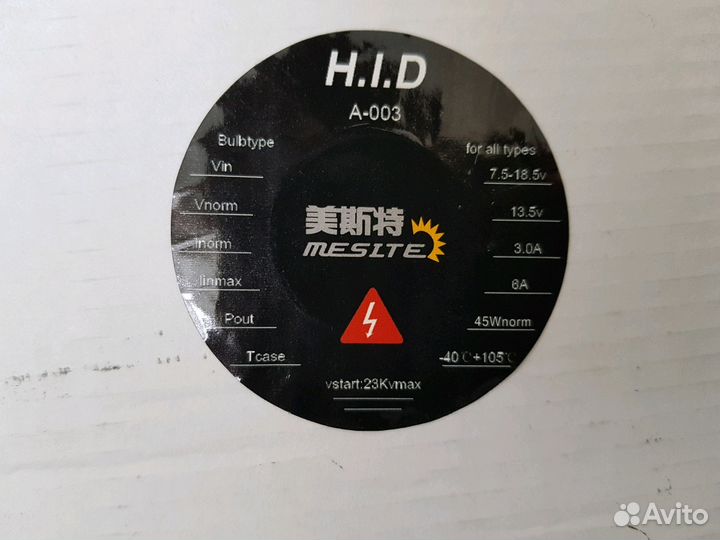 H.I.D
A-003
Bulbtype for all types
Vin 7.5-18.5v
Vnorm 13.5v
Inorm 3.0A
Iinmax 6A
Pout 45Wnorm
Tcase -40℃+105℃
美斯特
MESITE
vstart:23Kvmax
Avito